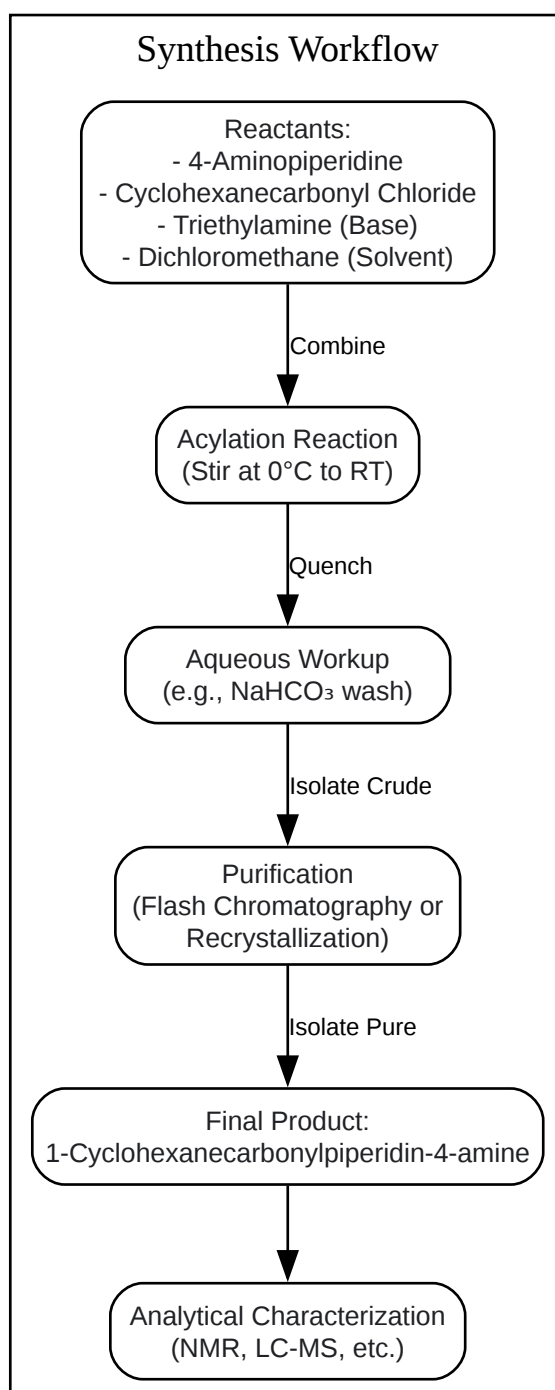 Synthesis Workflow
Reactants:
- 4-Aminopiperidine
- Cyclohexanecarbonyl Chloride
- Triethylamine (Base)
- Dichloromethane (Solvent)
Combine
Acylation Reaction
(Stir at 0°C to RT)
Quench
Aqueous Workup
(e.g., NaHCO₃ wash)
Isolate Crude
Purification
(Flash Chromatography or
Recrystallization)
Isolate Pure
Final Product:
1-Cyclohexanecarbonylpiperidin-4-amine
Analytical Characterization
(NMR, LC-MS, etc.)